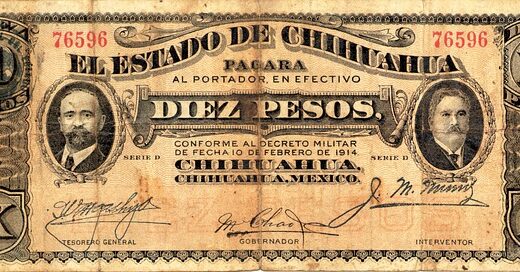 76596 76596
EL ESTADO DE CHIHUAHUA
PAGARA
AL PORTADOR, EN EFECTIVO
DIEZ PESOS,
CONFORME AL DECRETO MILITAR
SERIE D DE FECHA 10 DE FEBRERO DE 1914. SERIE D
CHIHUAHUA,
CHIHUAHUA, MEXICO.
M Chao
TESORERO GENERAL GOBERNADOR INTERVENTOR